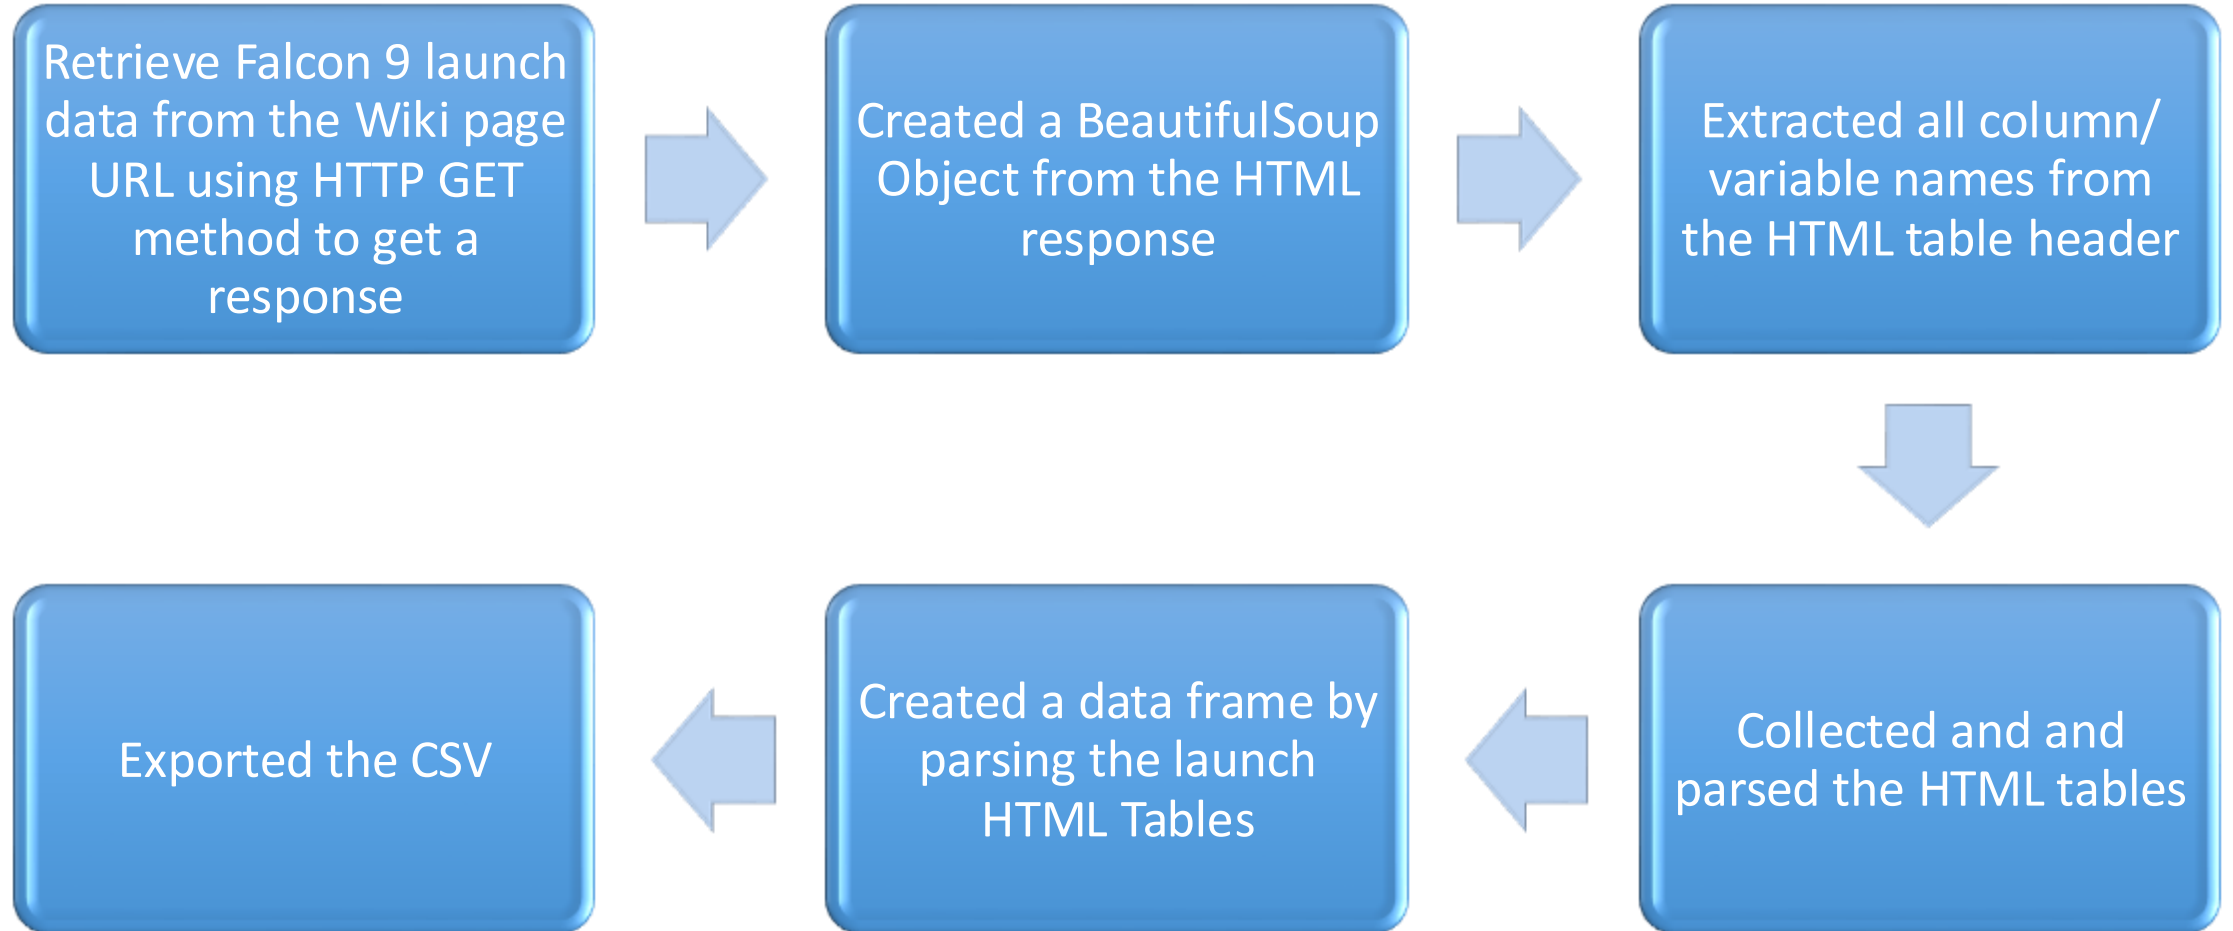 Retrieve Falcon 9 launch
data from the Wiki page
URL using HTTP GET
method to get a
response
Created a BeautifulSoup
Object from the HTML
response
Extracted all column/
variable names from
the HTML table header
Collected and and
parsed the HTML tables
Created a data frame by
parsing the launch
HTML Tables
Exported the CSV